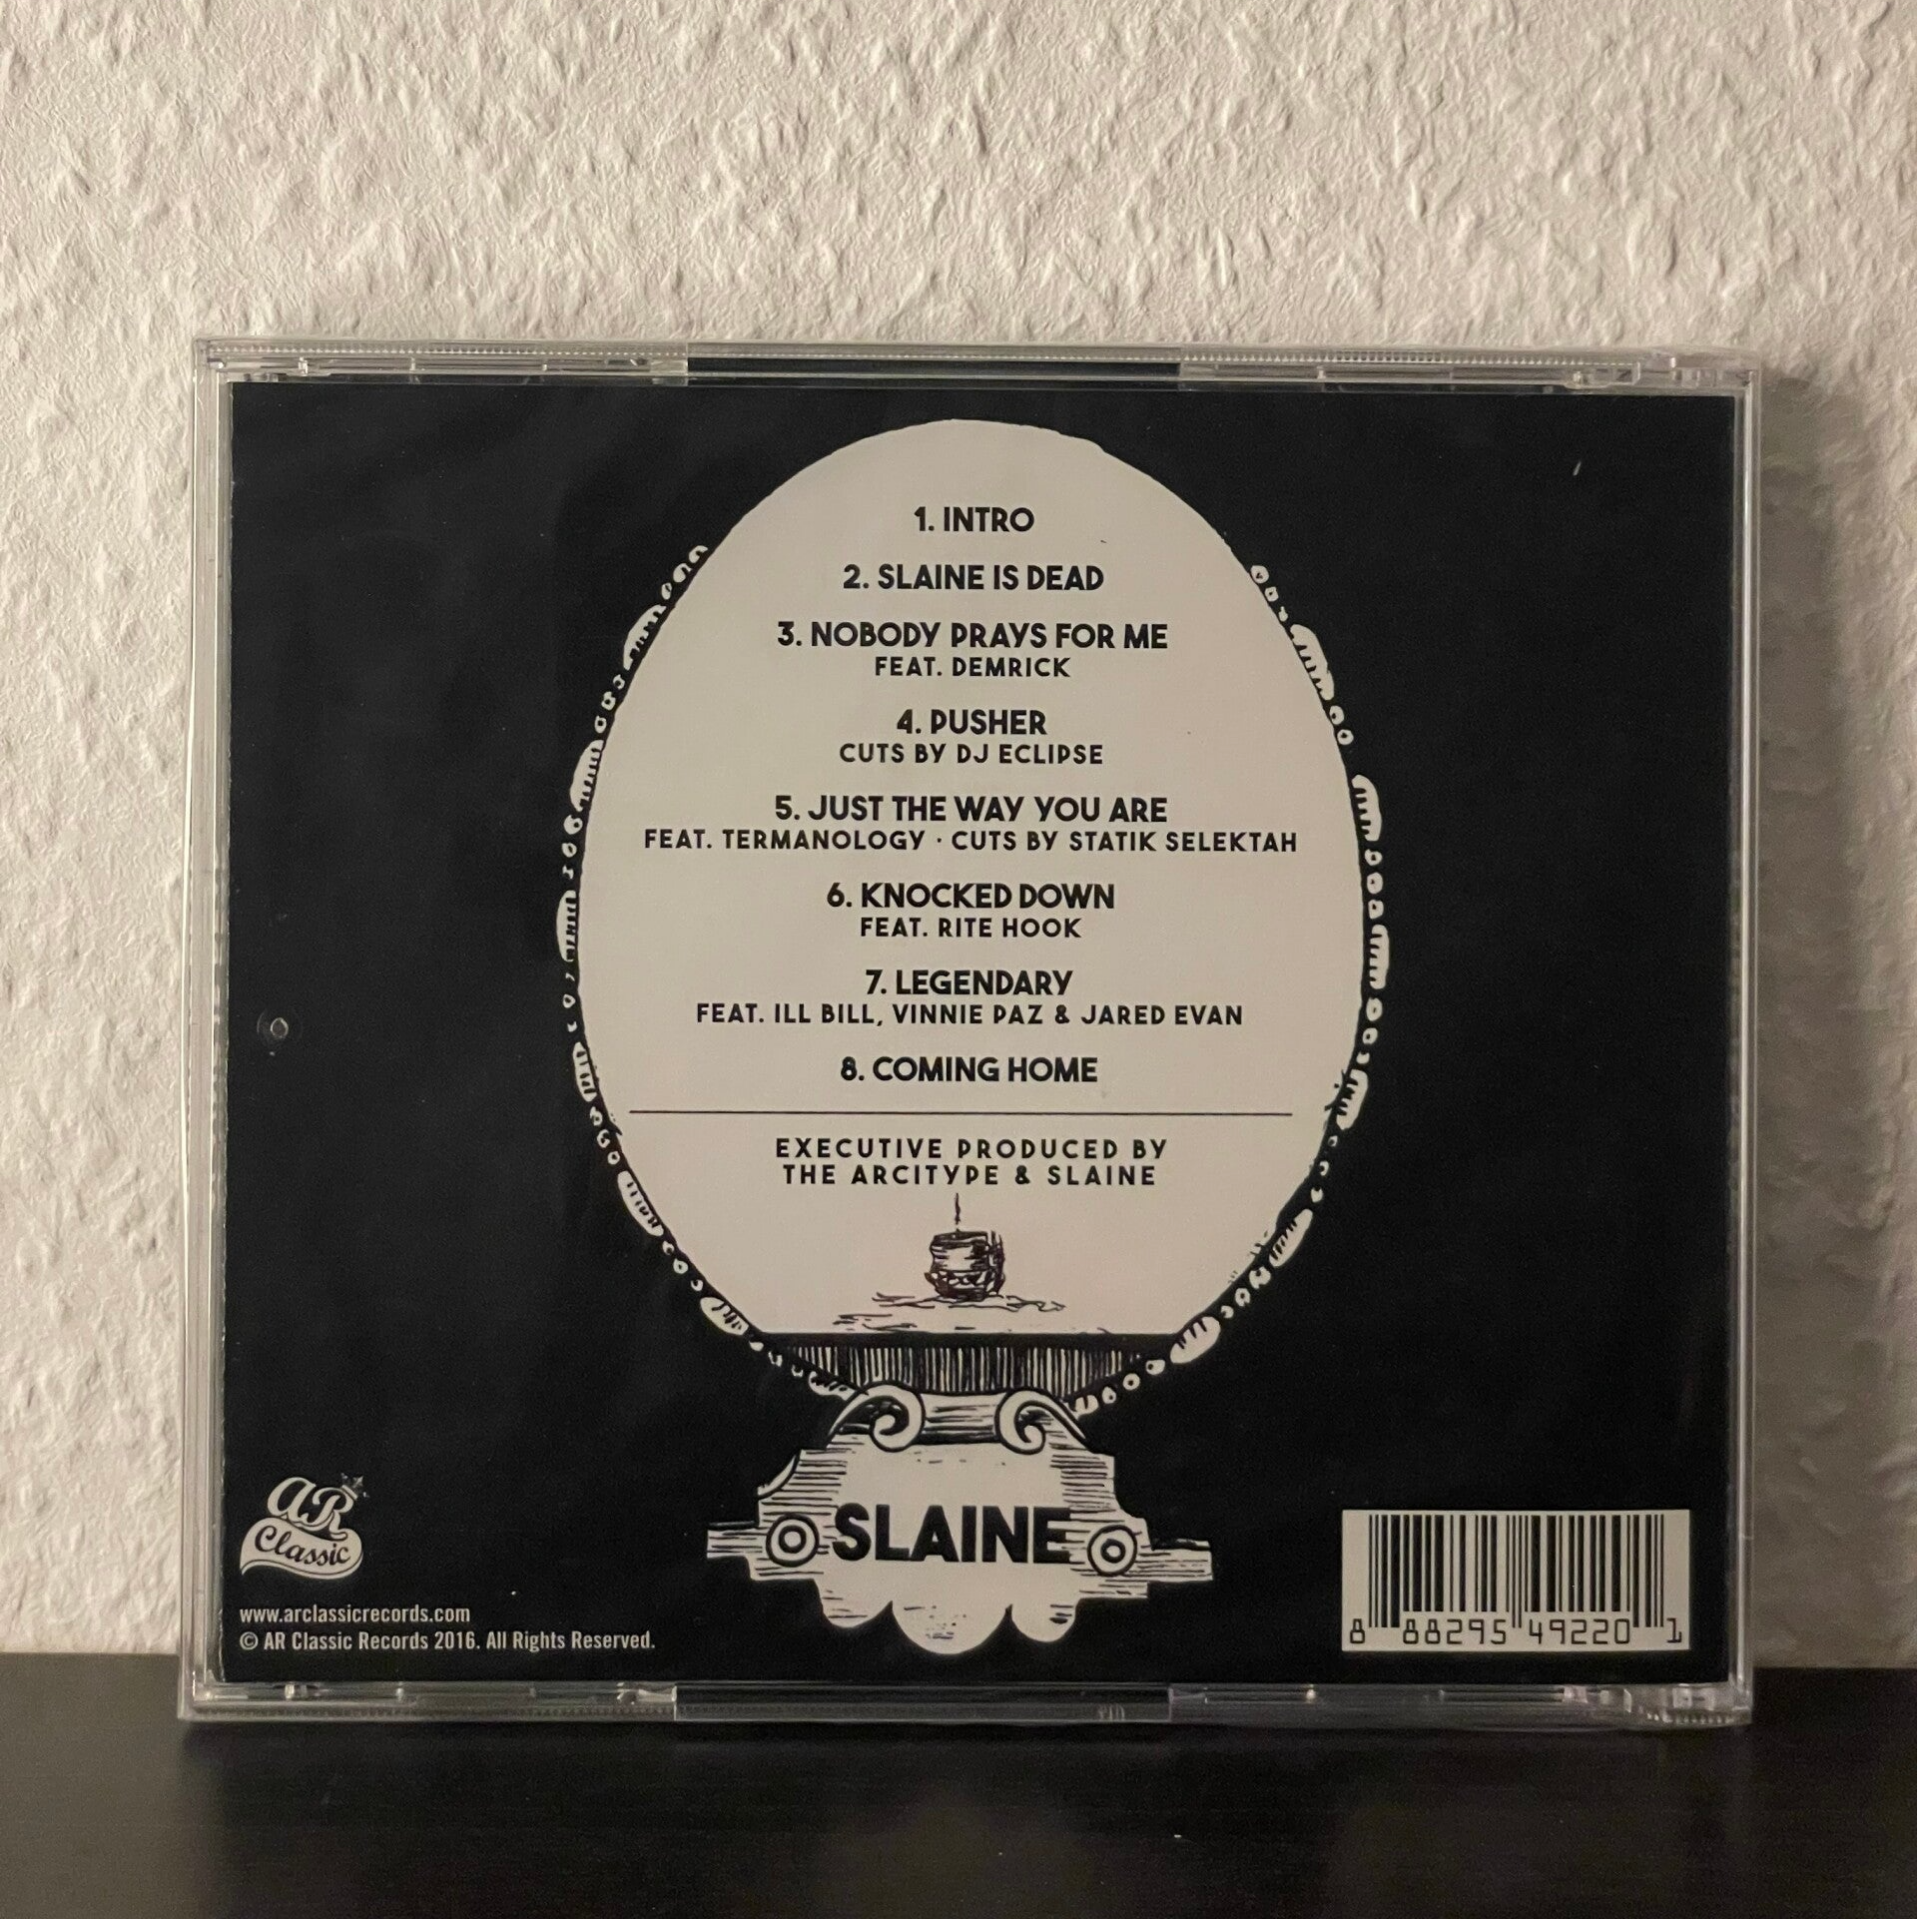 1. INTRO
2. SLAINE IS DEAD
3. NOBODY PRAYS FOR ME
FEAT. DEMRICK
4. PUSHER
CUTS BY DJ ECLIPSE
5. JUST THE WAY YOU ARE
FEAT. TERMANOLOGY · CUTS BY STATIK SELEKTAH
6. KNOCKED DOWN
FEAT. RITE HOOK
7. LEGENDARY
FEAT. ILL BILL, VINNIE PAZ & JARED EVAN
8. COMING HOME
EXECUTIVE PRODUCED BY
THE ARCITYPE & SLAINE
SLAINE
AR
Classic
www.arclassicrecords.com
© AR Classic Records 2016. All Rights Reserved.
8 88295 49220 1